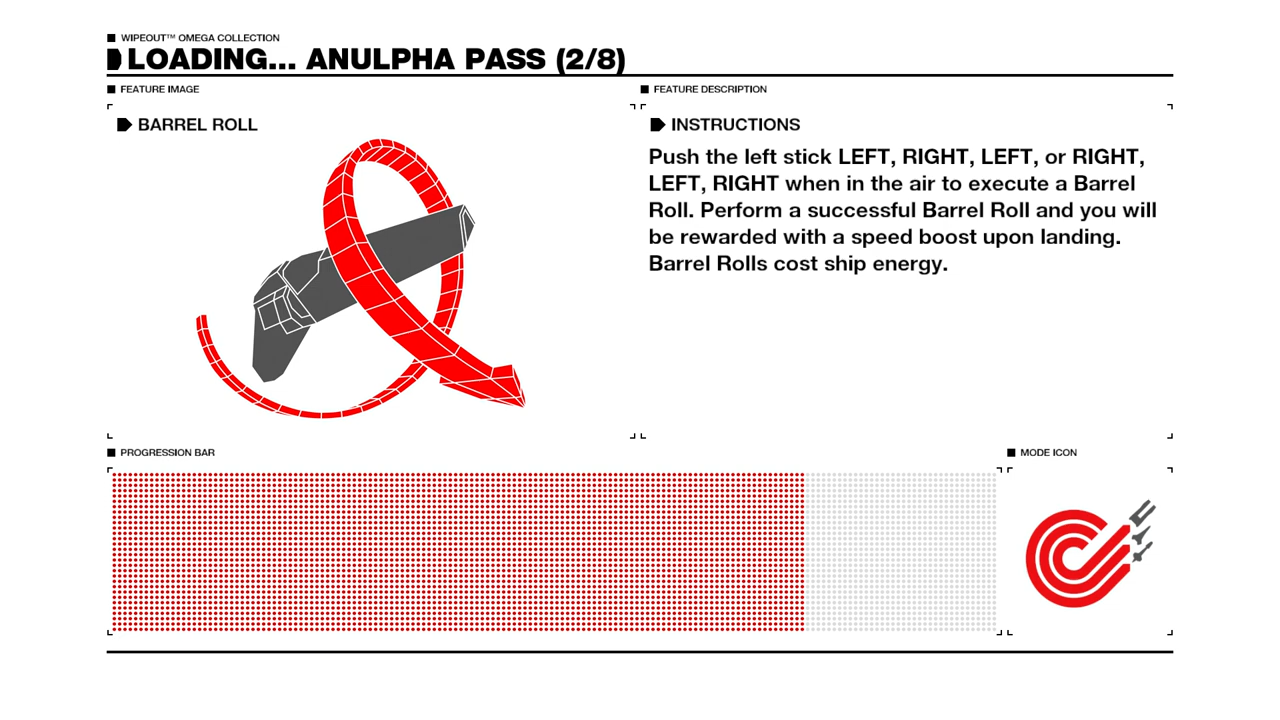 WIPEOUT™ OMEGA COLLECTION
LOADING... ANULPHA PASS (2/8)
FEATURE IMAGE
BARREL ROLL
FEATURE DESCRIPTION
INSTRUCTIONS
Push the left stick LEFT, RIGHT, LEFT, or RIGHT,
LEFT, RIGHT when in the air to execute a Barrel
Roll. Perform a successful Barrel Roll and you will
be rewarded with a speed boost upon landing.
Barrel Rolls cost ship energy.
PROGRESSION BAR
MODE ICON